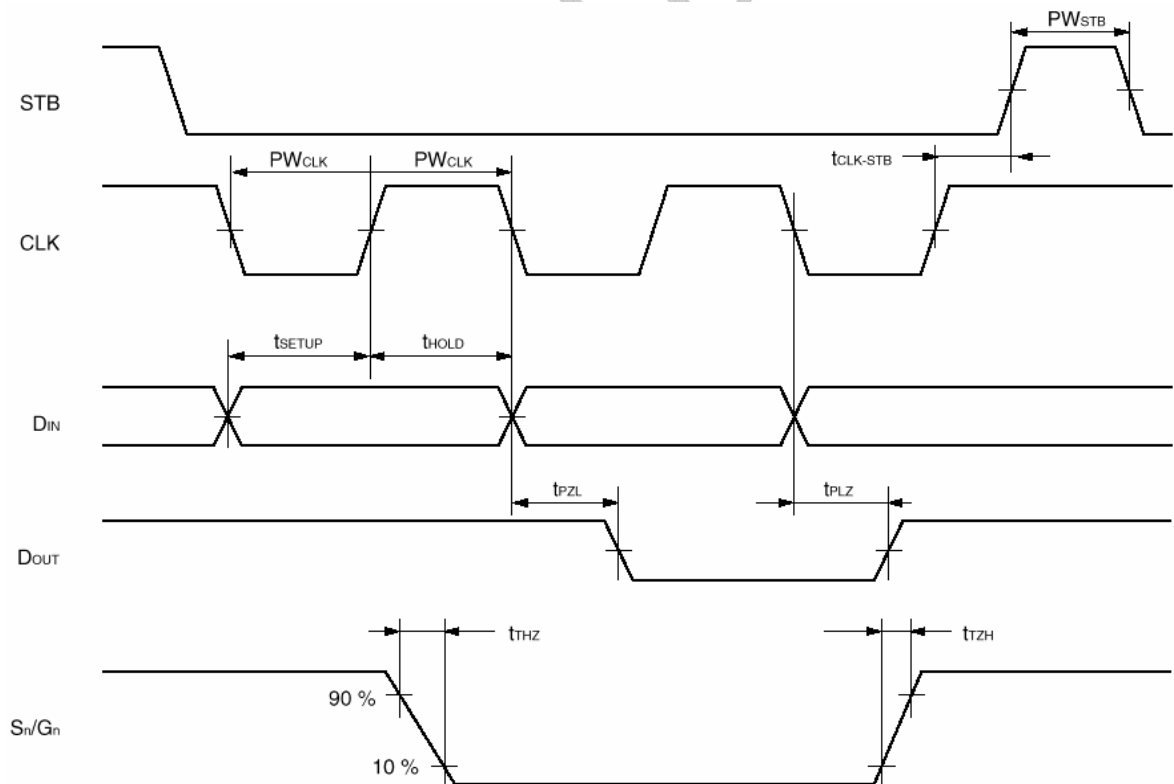 PWSTB
STB
tCLK-STB
PWCLK PWCLK
CLK
tSETUP tHOLD
DIN
tPZL tPLZ
DOUT
tTHZ tTZH
90 %
Sn/Gn
10 %